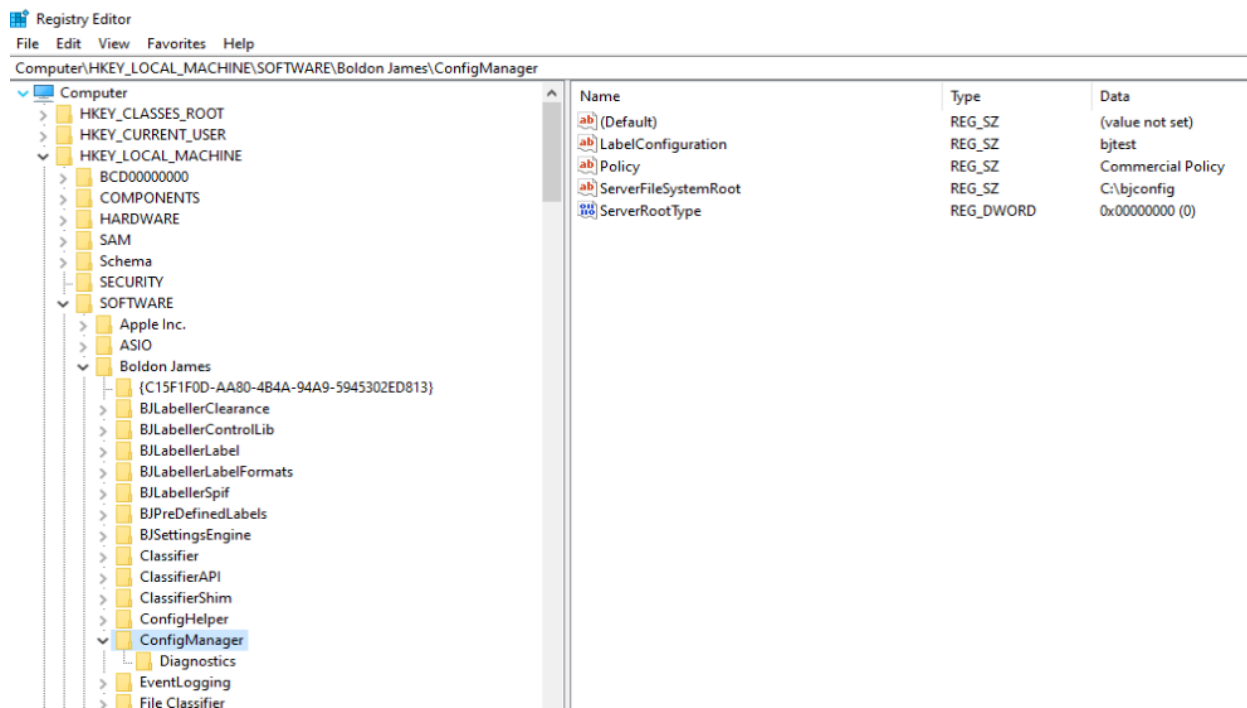 Registry Editor
File Edit View Favorites Help
Computer\HKEY_LOCAL_MACHINE\SOFTWARE\Boldon James\ConfigManager
Computer
HKEY_CLASSES_ROOT
HKEY_CURRENT_USER
HKEY_LOCAL_MACHINE
BCD00000000
COMPONENTS
HARDWARE
SAM
Schema
SECURITY
SOFTWARE
Apple Inc.
ASIO
Boldon James
{C15F1F0D-AA80-4B4A-94A9-5945302ED813}
BJLabellerClearance
BJLabellerControlLib
BJLabellerLabel
BJLabellerLabelFormats
BJLabellerSpif
BJPreDefinedLabels
BJSettingsEngine
Classifier
ClassifierAPI
ClassifierShim
ConfigHelper
ConfigManager
Diagnostics
EventLogging
File Classifier
Name Type Data
(Default) REG_SZ (value not set)
LabelConfiguration REG_SZ bjtest
Policy REG_SZ Commercial Policy
ServerFileSystemRoot REG_SZ C:\bjconfig
ServerRootType REG_DWORD 0x00000000 (0)